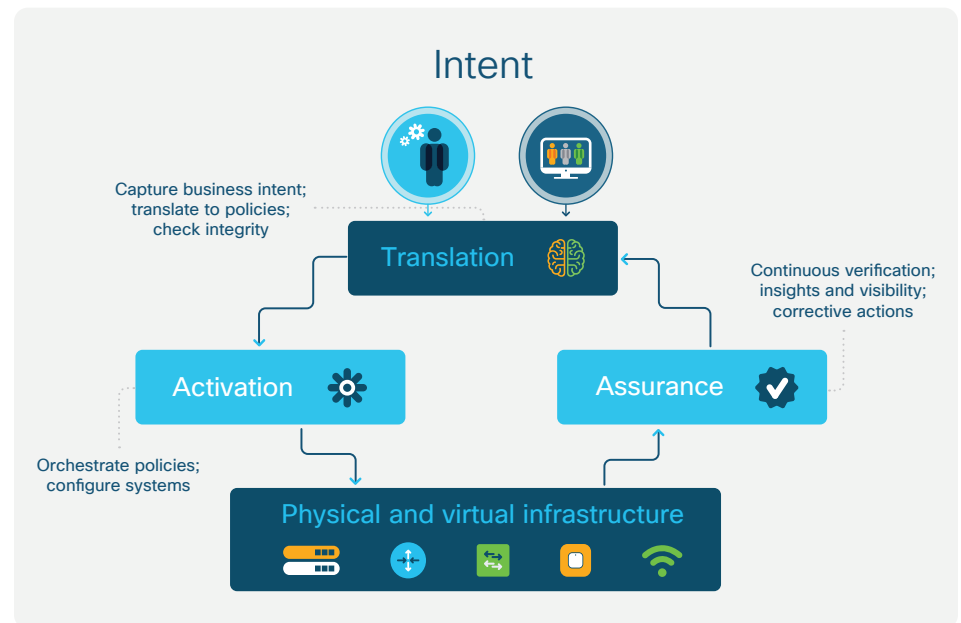 Intent
Capture business intent;
translate to policies;
check integrity
Translation
Continuous verification;
insights and visibility;
corrective actions
Activation
Assurance
Orchestrate policies;
configure systems
Physical and virtual infrastructure